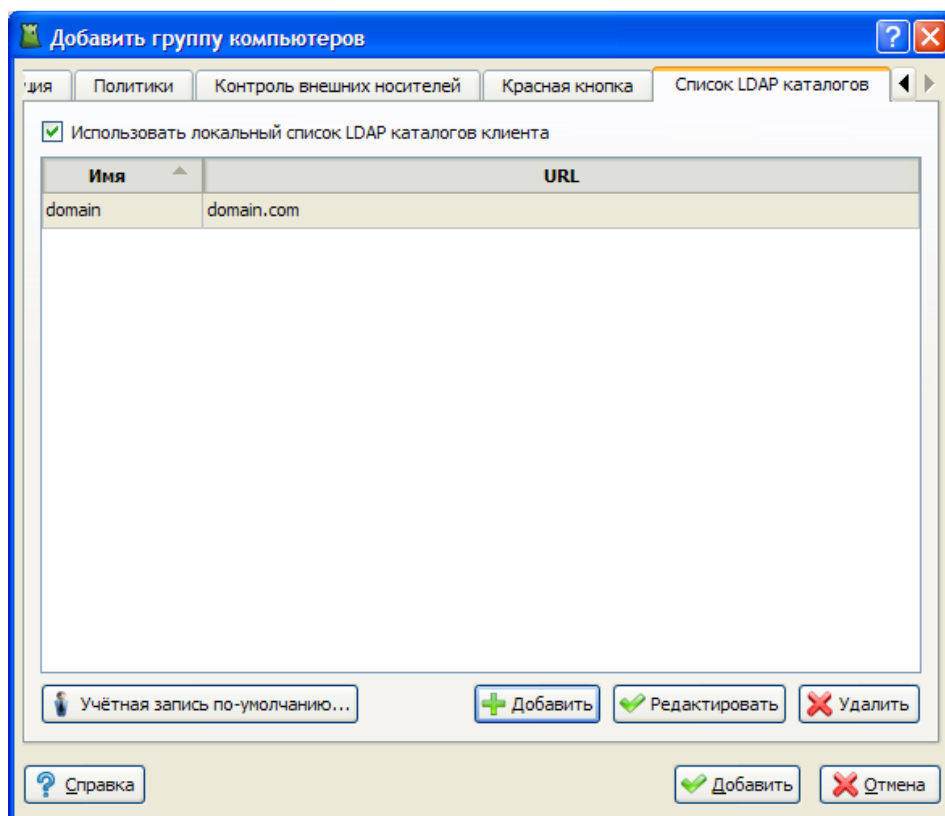 Добавить группу компьютеров
ция Политики Контроль внешних носителей Красная кнопка Список LDAP каталогов
Использовать локальный список LDAP каталогов клиента
Имя URL
domain domain.com
Учётная запись по-умолчанию... Добавить Редактировать Удалить
Справка Добавить Отмена